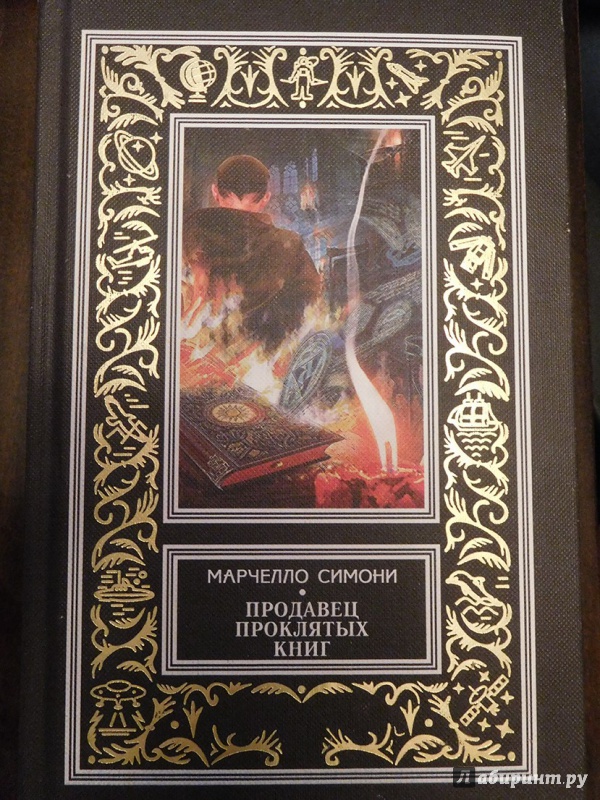 МАРЧЕЛЛО СИМОНИ
•
ПРОДАВЕЦ
ПРОКЛЯТЫХ
КНИГ
Лабиринт.ру